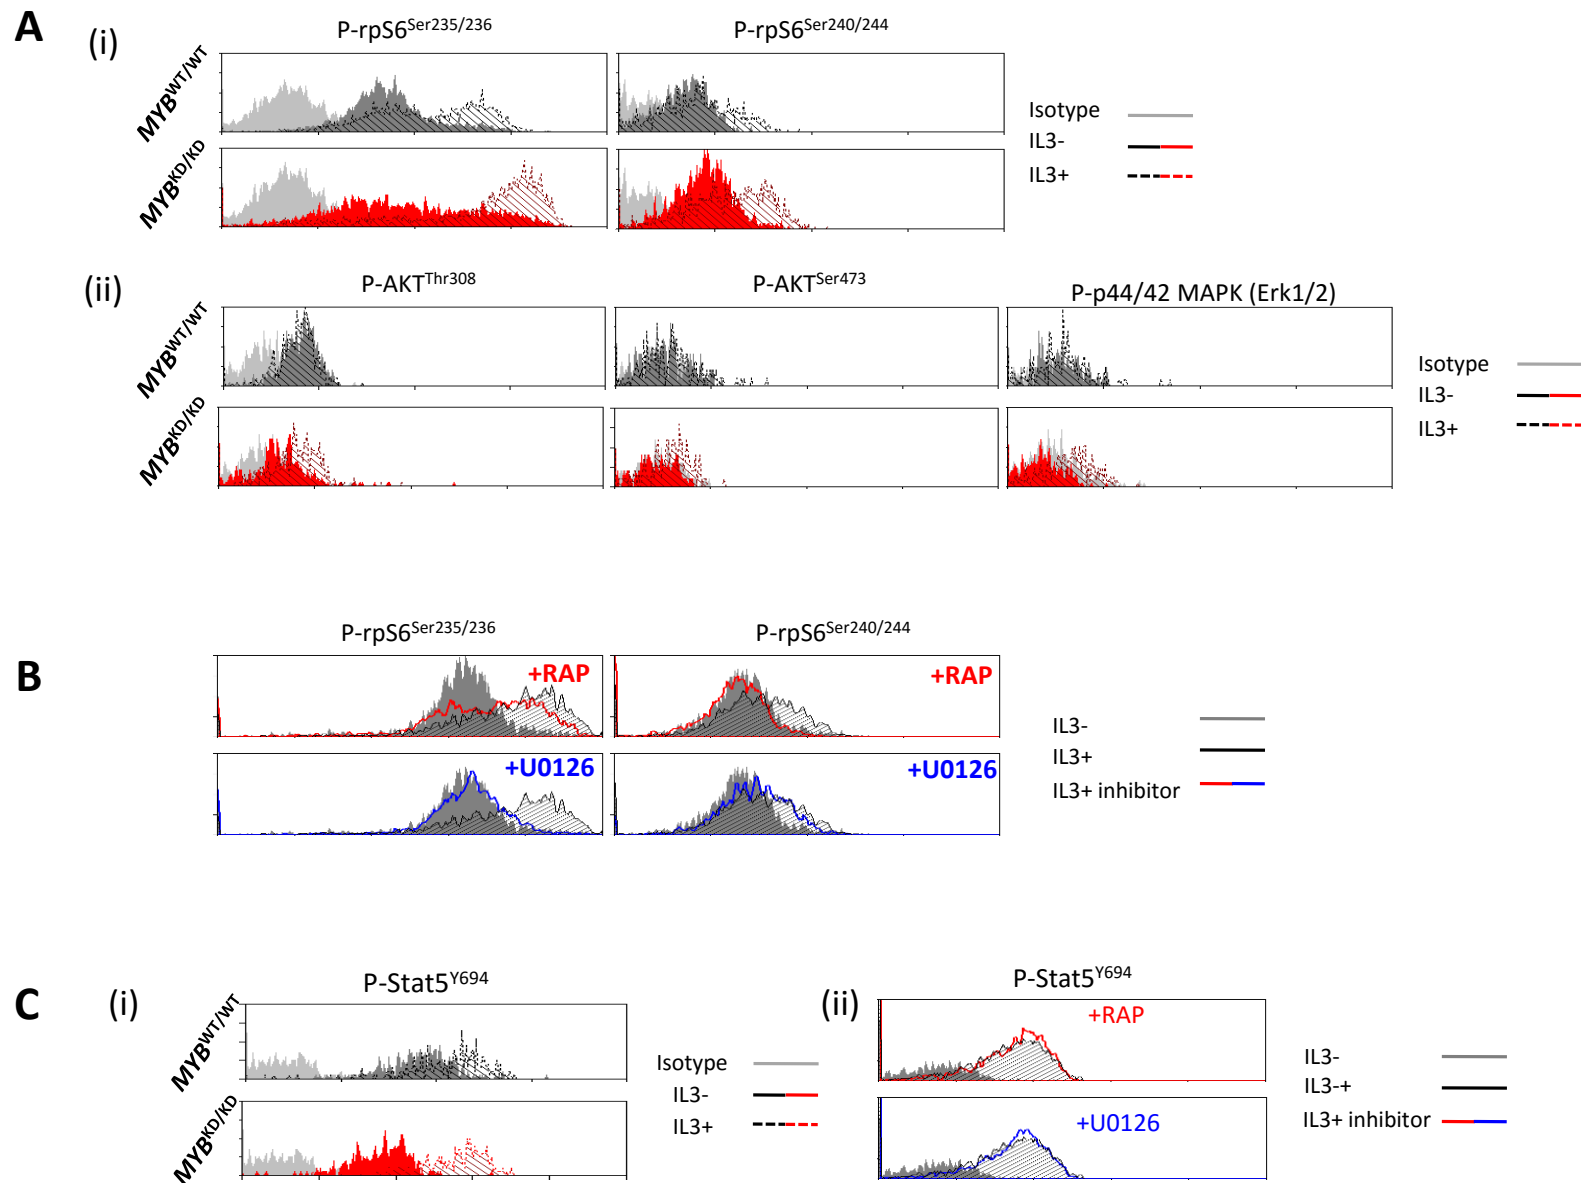 A
(i)
P-rpS6Ser235/236
P-rpS6Ser240/244
MYBWT/WT
MYBKD/KD
Isotype
IL3-
IL3+
(ii)
P-AKTThr308
P-AKTSer473
P-p44/42 MAPK (Erk1/2)
MYBWT/WT
MYBKD/KD
Isotype
IL3-
IL3+
B
P-rpS6Ser235/236
P-rpS6Ser240/244
+RAP
+RAP
+U0126
+U0126
IL3-
IL3+
IL3+ inhibitor
C
(i)
P-Stat5Y694
MYBWT/WT
MYBKD/KD
Isotype
IL3-
IL3+
(ii)
P-Stat5Y694
+RAP
+U0126
IL3-
IL3-+
IL3+ inhibitor